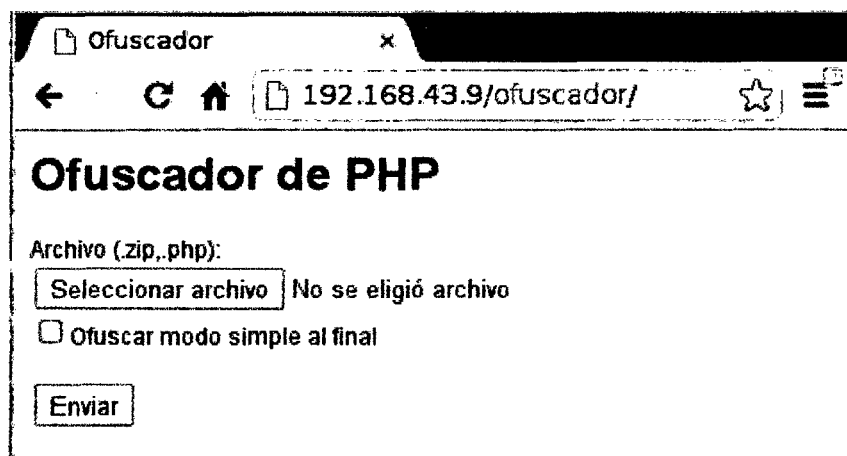 Ofuscador ×
192.168.43.9/ofuscador/
Ofuscador de PHP
Archivo (.zip,.php):
Seleccionar archivo No se eligió archivo
Ofuscar modo simple al final
Enviar